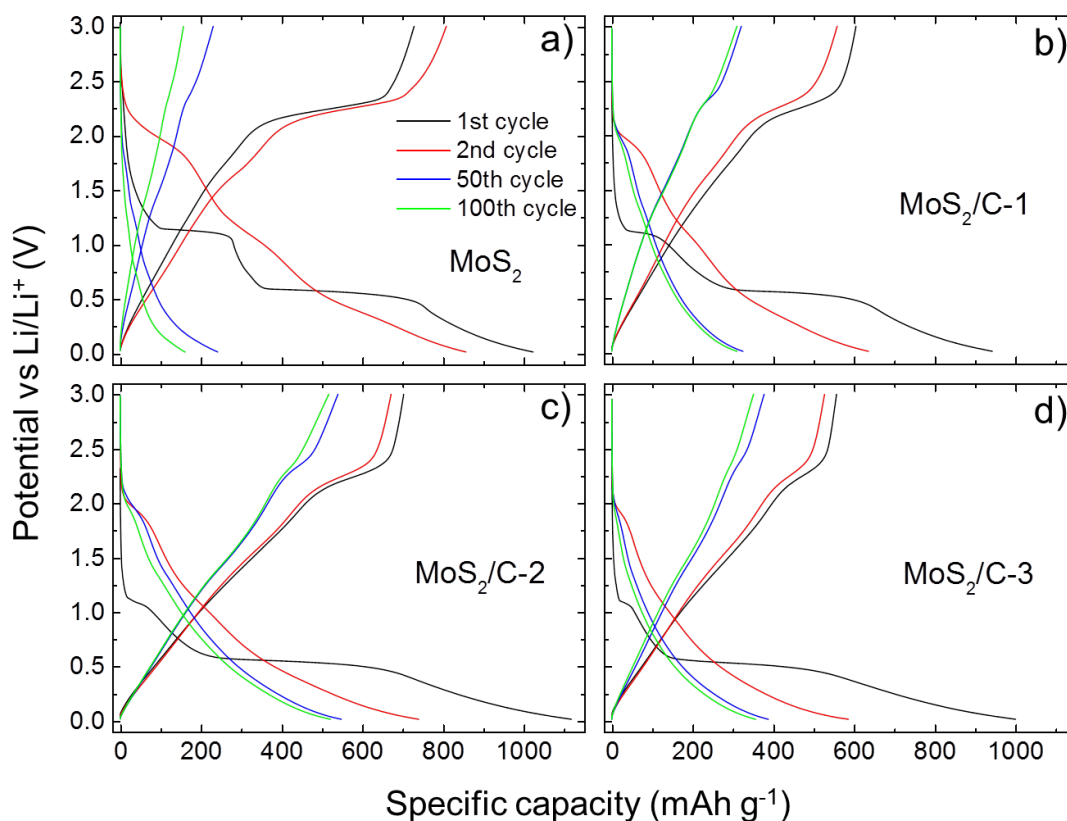 Potential vs Li/Li⁺ (V)
3.0
2.5
2.0
1.5
1.0
0.5
0.0
a)
1st cycle
2nd cycle
50th cycle
100th cycle
MoS₂
b)
MoS₂/C-1
3.0
2.5
2.0
1.5
1.0
0.5
0.0
c)
MoS₂/C-2
0 200 400 600 800 1000
d)
MoS₂/C-3
0 200 400 600 800 1000
Specific capacity (mAh g⁻¹)